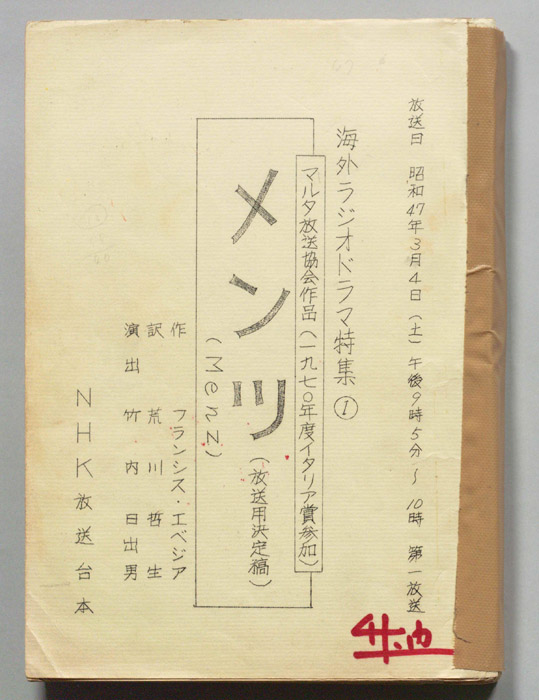 放送日 昭和47年3月4日(土)午後9時5分～10時 第一放送
海外ラジオドラマ特集①
マルタ放送協会作品(一九七〇年度イタリア賞参加)
メンツ(放送用決定稿)
(Menz)
作 フランシス・エベジア
訳 荒川哲生
演出 竹内日出男
NHK放送台本